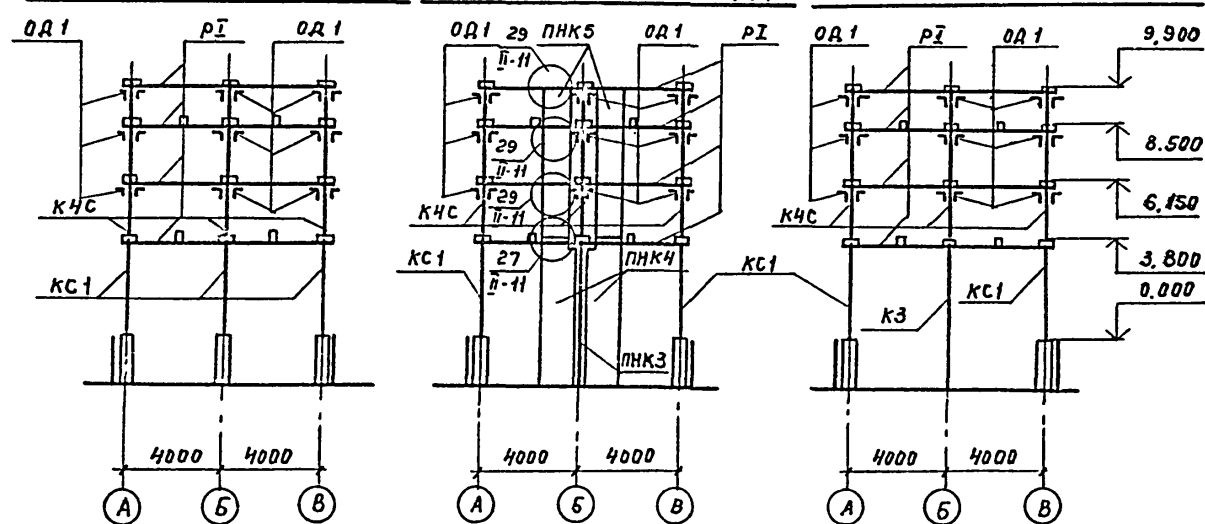 ОД1 РI ОД1
К4С
КС1
4000 4000
А Б В
ОД1 29 ПНК5 ОД1 РI
II-11
29
II-11
29
К4С II-11
27
КС1 II-11 ПНК4 КС1
ПНК3
4000 4000
А Б В
ОД1 РI ОД1
К4С
К3 КС1
4000 4000
А Б В
9,900
8.500
6,150
3,800
0.000